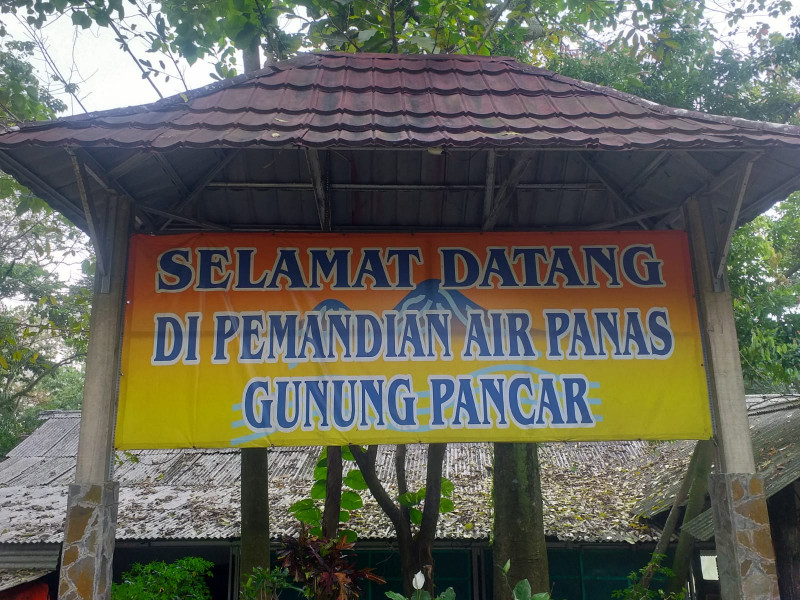 SELAMAT DATANG
DI PEMANDIAN AIR PANAS
GUNUNG PANCAR